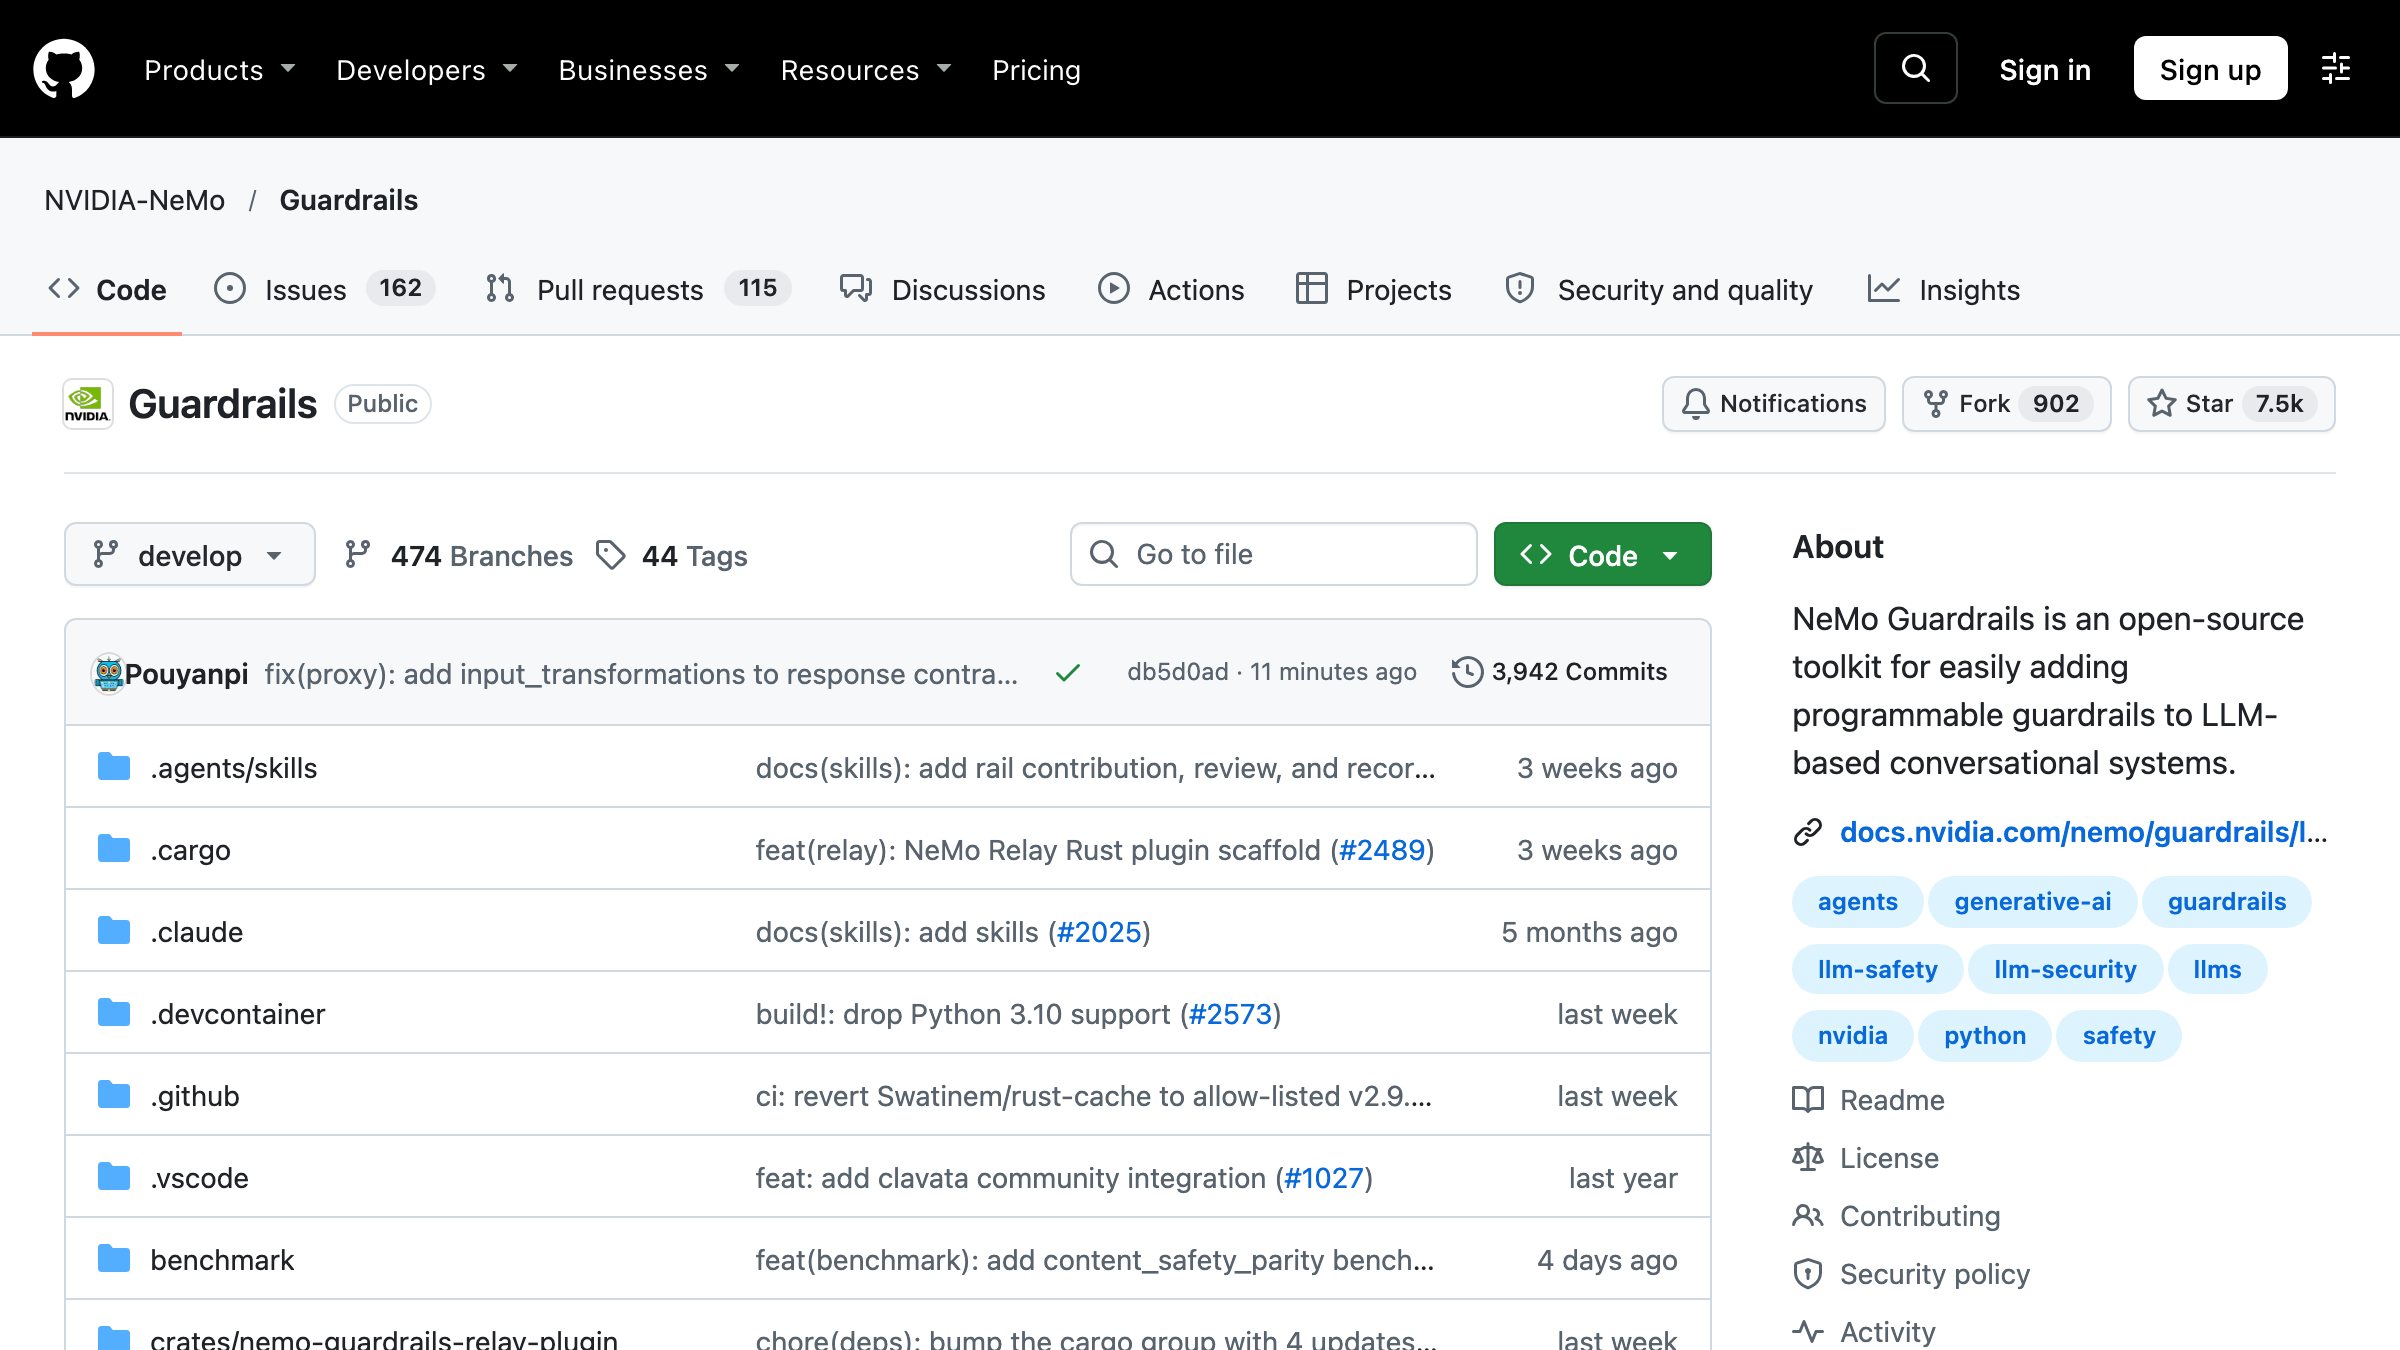 Products Developers Businesses Resources Pricing Sign in Sign up
NVIDIA-NeMo / Guardrails
Code Issues 162 Pull requests 115 Discussions Actions Projects Security and quality Insights
NVIDIA. Guardrails Public Notifications Fork 902 Star 7.5k
develop 474 Branches 44 Tags Go to file Code
Pouyanpi fix(proxy): add input_transformations to response contra... db5d0ad · 11 minutes ago 3,942 Commits
.agents/skills docs(skills): add rail contribution, review, and recor... 3 weeks ago
.cargo feat(relay): NeMo Relay Rust plugin scaffold (#2489) 3 weeks ago
.claude docs(skills): add skills (#2025) 5 months ago
.devcontainer build!: drop Python 3.10 support (#2573) last week
.github ci: revert Swatinem/rust-cache to allow-listed v2.9.... last week
.vscode feat: add clavata community integration (#1027) last year
benchmark feat(benchmark): add content_safety_parity bench... 4 days ago
crates/nemo-guardrails-relay-plugin chore(deps): bump the cargo group with 4 updates... last week
About
NeMo Guardrails is an open-source
toolkit for easily adding
programmable guardrails to LLM-
based conversational systems.
docs.nvidia.com/nemo/guardrails/l...
agents generative-ai guardrails
llm-safety llm-security llms
nvidia python safety
Readme
License
Contributing
Security policy
Activity